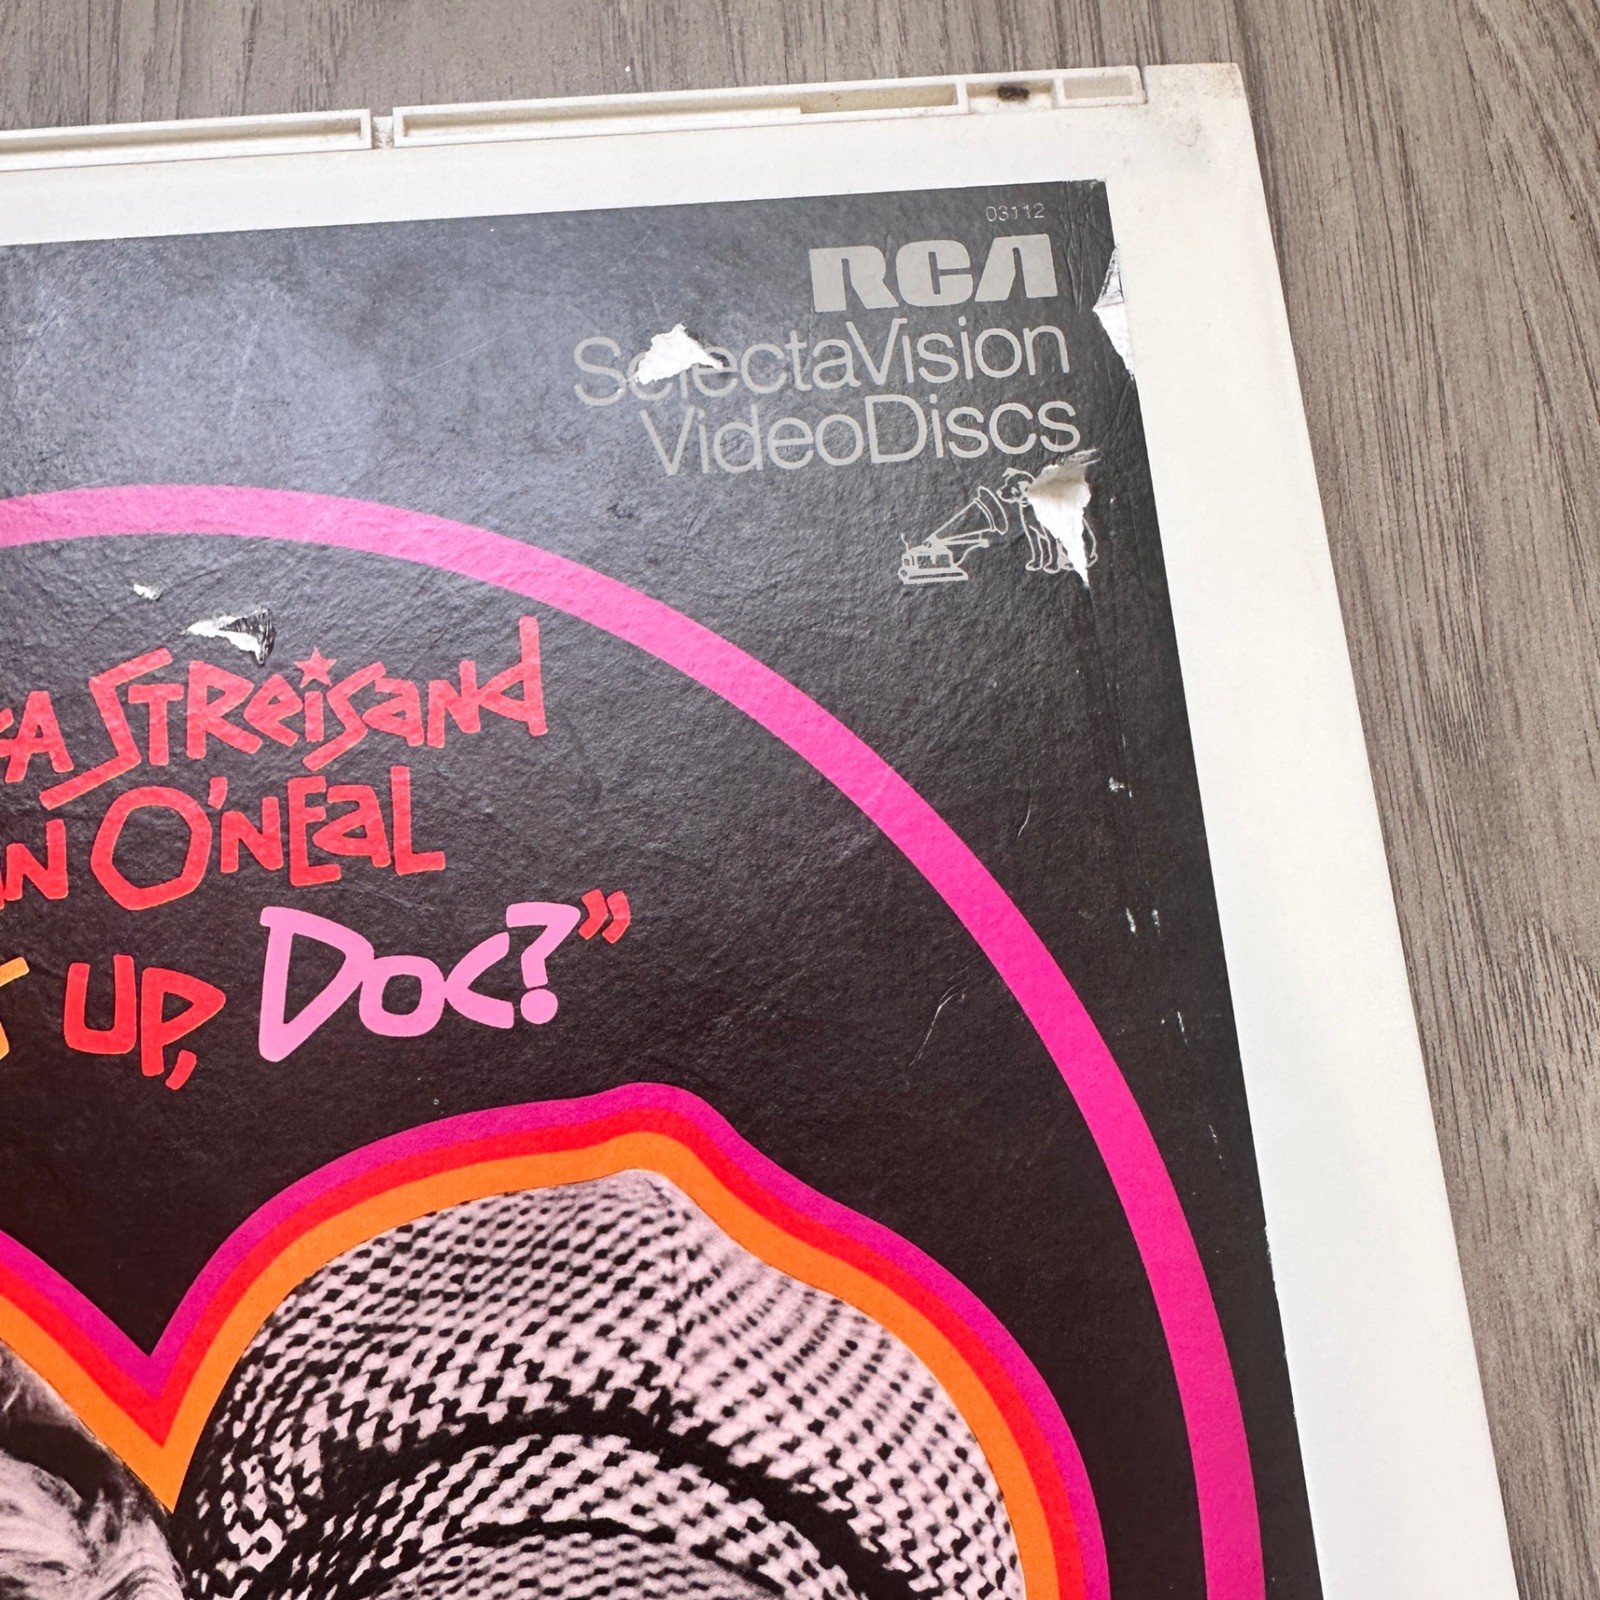 03112
RCA
SelectaVision
VideoDiscs
STReisand
O'NEaL
UP, Doc?"